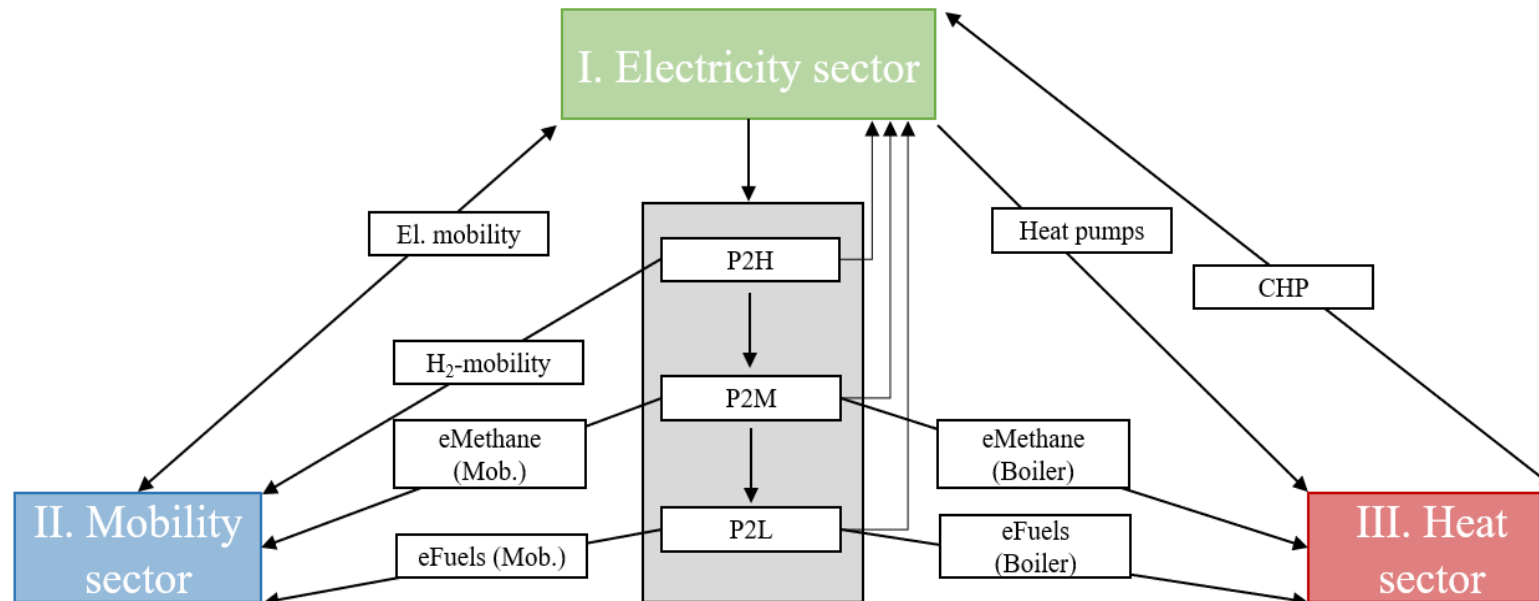 I. Electricity sector
El. mobility
Heat pumps
P2H
CHP
H₂-mobility
P2M
eMethane
(Mob.)
eMethane
(Boiler)
II. Mobility
sector
P2L
eFuels (Mob.)
eFuels
(Boiler)
III. Heat
sector